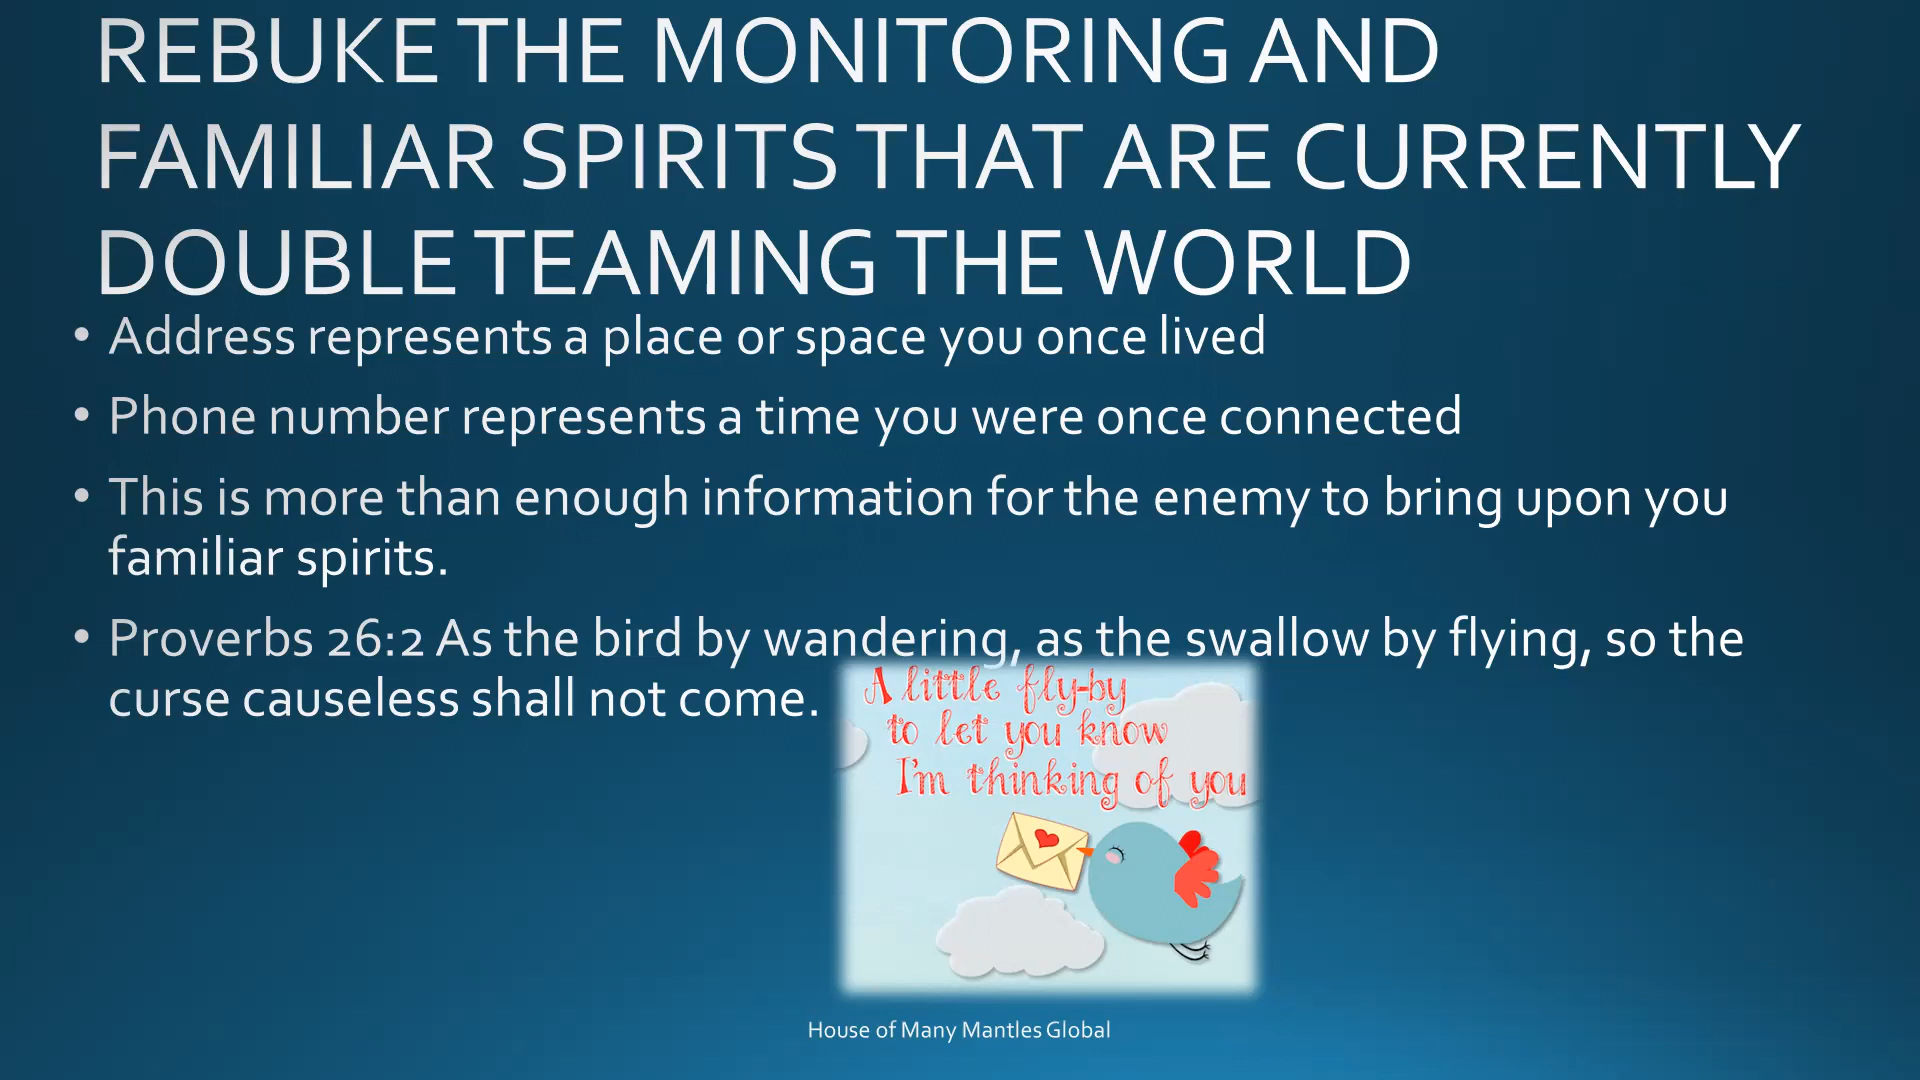 REBUKE THE MONITORING AND
FAMILIAR SPIRITS THAT ARE CURRENTLY
DOUBLE TEAMING THE WORLD
• Address represents a place or space you once lived
• Phone number represents a time you were once connected
• This is more than enough information for the enemy to bring upon you
familiar spirits.
• Proverbs 26:2 As the bird by wandering, as the swallow by flying, so the
curse causeless shall not come.
A little fly-by
to let you know
I'm thinking of you
House of Many Mantles Global